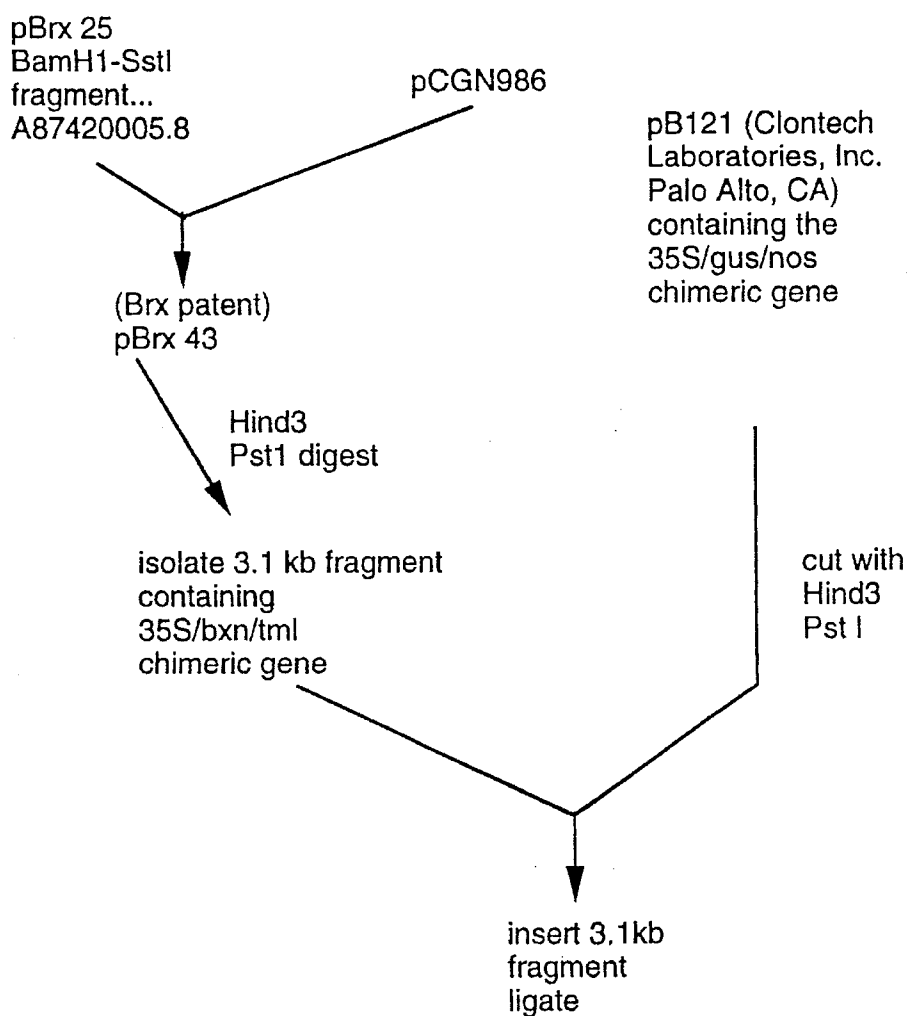 pBrx 25
BamH1-SstI
fragment...
A87420005.8
pCGN986
pB121 (Clontech
Laboratories, Inc.
Palo Alto, CA)
containing the
35S/gus/nos
chimeric gene
(Brx patent)
pBrx 43
Hind3
Pst1 digest
isolate 3.1 kb fragment
containing
35S/bxn/tml
chimeric gene
cut with
Hind3
Pst I
insert 3.1kb
fragment
ligate